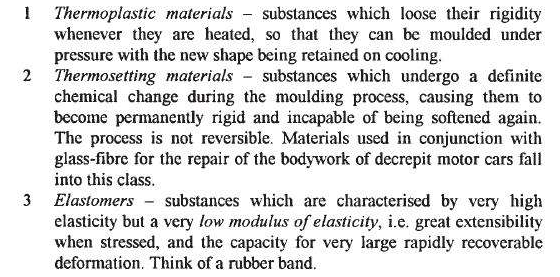 1 Thermoplastic materials – substances which loose their rigidity
whenever they are heated, so that they can be moulded under
pressure with the new shape being retained on cooling.
2 Thermosetting materials – substances which undergo a definite
chemical change during the moulding process, causing them to
become permanently rigid and incapable of being softened again.
The process is not reversible. Materials used in conjunction with
glass-fibre for the repair of the bodywork of decrepit motor cars fall
into this class.
3 Elastomers – substances which are characterised by very high
elasticity but a very low modulus of elasticity, i.e. great extensibility
when stressed, and the capacity for very large rapidly recoverable
deformation. Think of a rubber band.